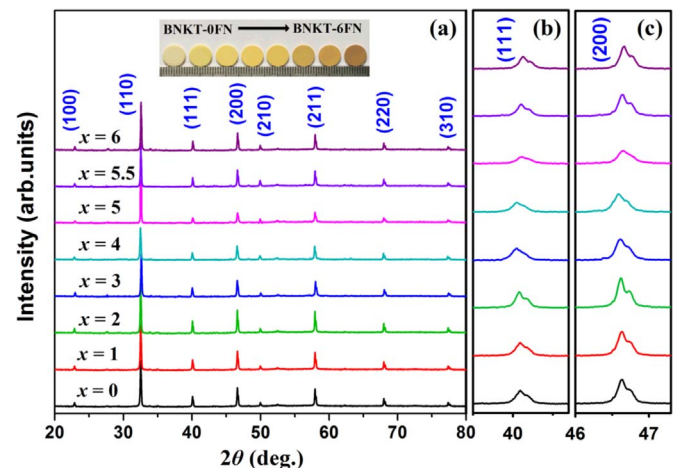 BNKT-0FN BNKT-6FN
(a)
(b)
(c)
(100)
(110)
(111)
(200)
(210)
(211)
(220)
(310)
(111)
(200)
x = 6
x = 5.5
x = 5
x = 4
x = 3
x = 2
x = 1
x = 0
Intensity (arb.units)
20 30 40 50 60 70 80
40
46 47
2θ (deg.)